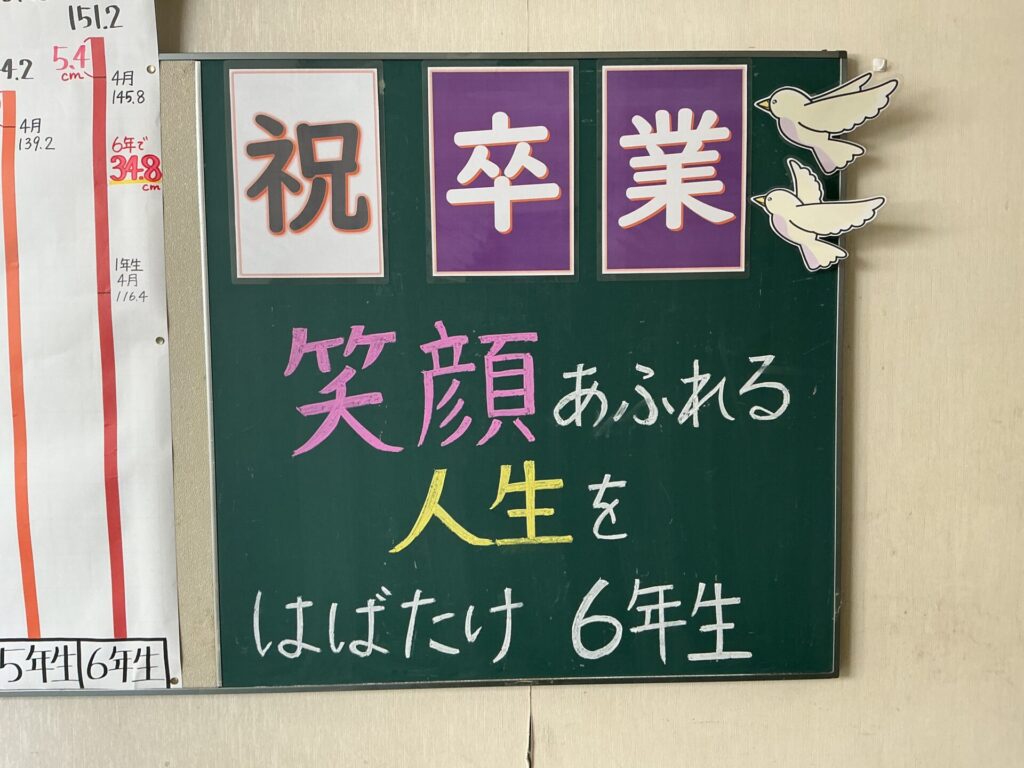 151.2
5.4
cm
4月
145.8
6年で
34.8
cm
1年生
4月
116.4
6年生
4.2
4月
139.2
5年生
祝 卒業
笑顔あふれる
人生を
はばたけ 6年生